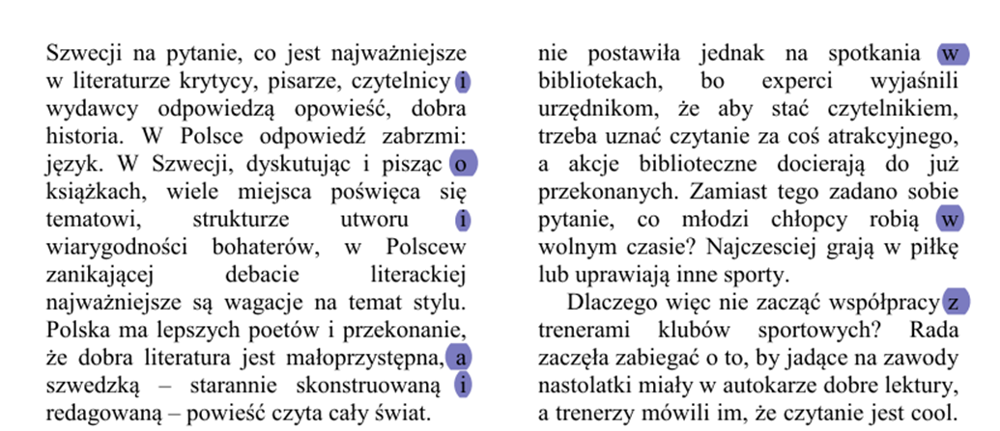 Szwecji na pytanie, co jest najważniejsze
w literaturze krytycy, pisarze, czytelnicy i
wydawcy odpowiedzą opowieść, dobra
historia. W Polsce odpowiedź zabrzmi:
język. W Szwecji, dyskutując i pisząc o
książkach, wiele miejsca poświęca się
tematowi, strukturze utworu i
wiarygodności bohaterów, w Polscew
zanikającej debacie literackiej
najważniejsze są wagacje na temat stylu.
Polska ma lepszych poetów i przekonanie,
że dobra literatura jest małoprzystępna, a
szwedzką – starannie skonstruowaną i
redagowaną – powieść czyta cały świat.
nie postawiła jednak na spotkania w
bibliotekach, bo experci wyjaśnili
urzędnikom, że aby stać czytelnikiem,
trzeba uznać czytanie za coś atrakcyjnego,
a akcje biblioteczne docierają do już
przekonanych. Zamiast tego zadano sobie
pytanie, co młodzi chłopcy robią w
wolnym czasie? Najczesciej grają w piłkę
lub uprawiają inne sporty.
Dlaczego więc nie zacząć współpracy z
trenerami klubów sportowych? Rada
zaczęła zabiegać o to, by jadące na zawody
nastolatki miały w autokarze dobre lektury,
a trenerzy mówili im, że czytanie jest cool.